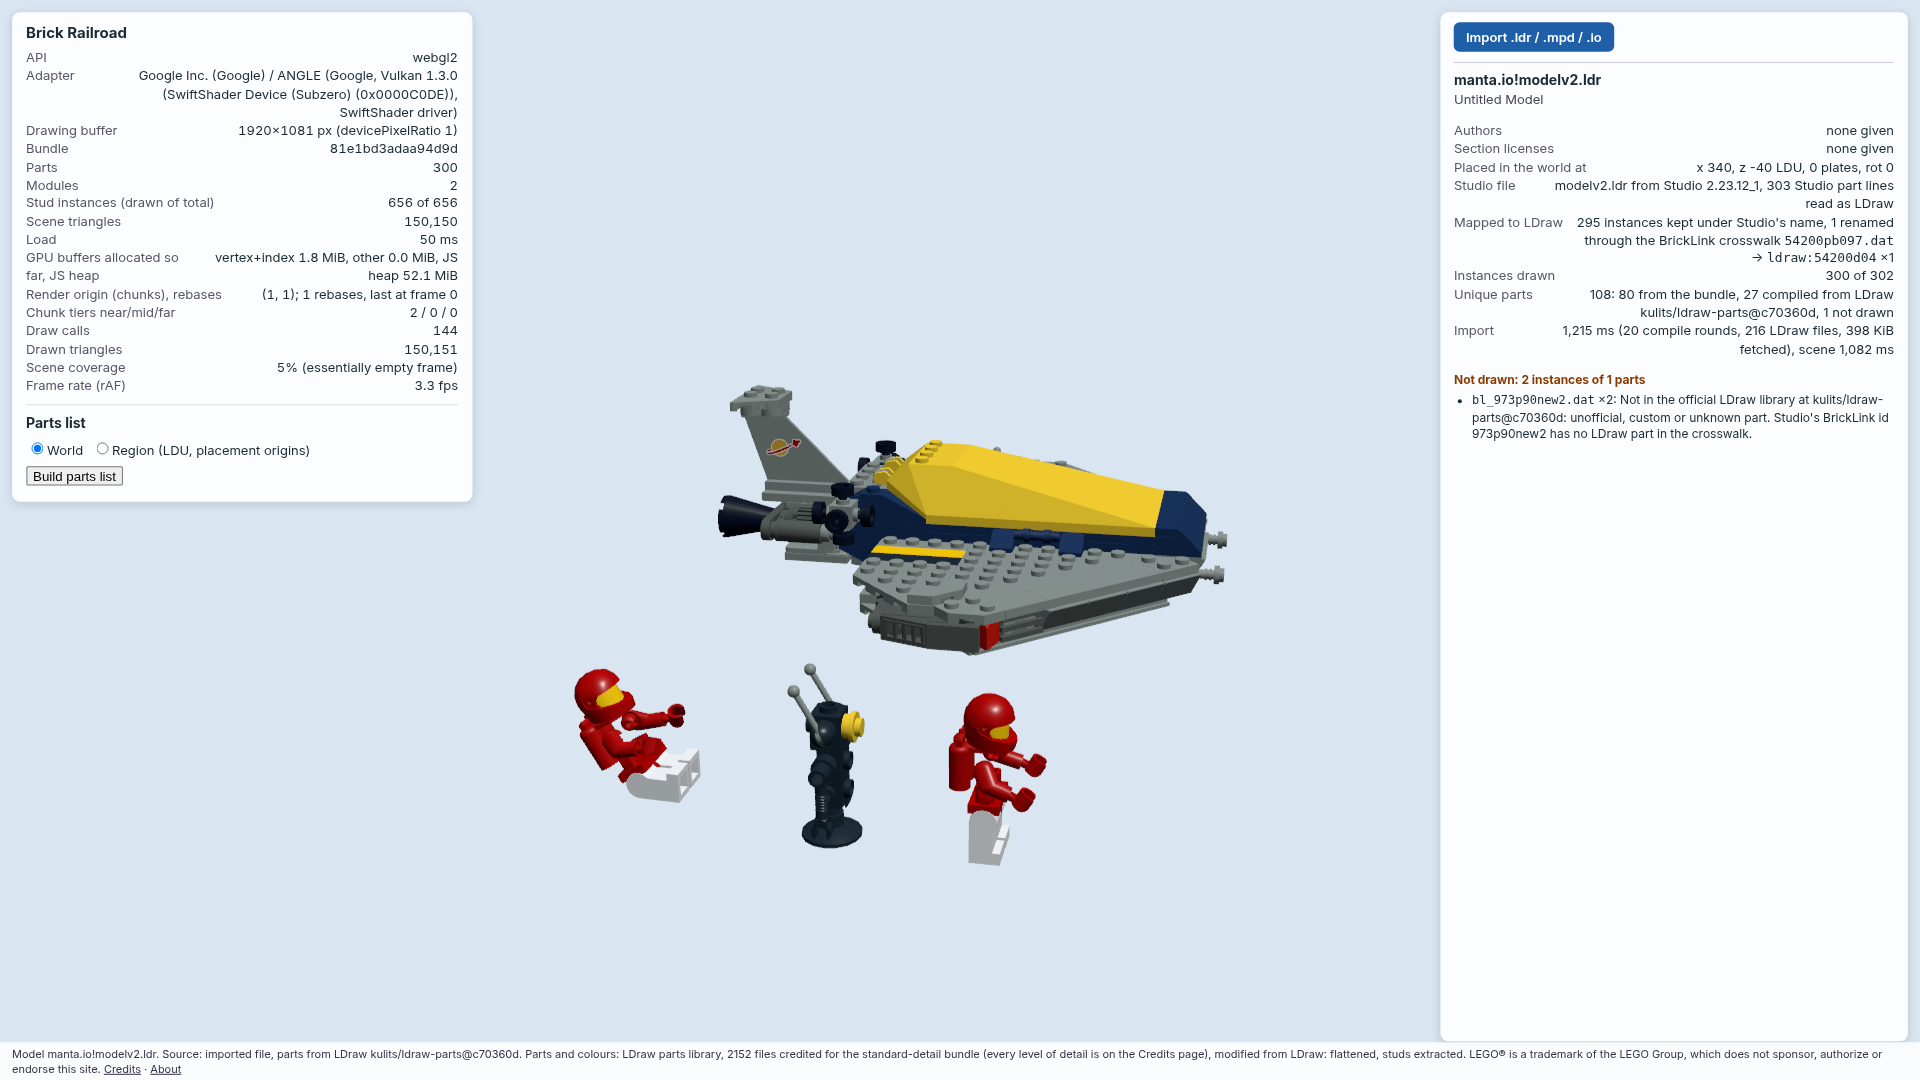 Brick Railroad
API webgl2
Adapter Google Inc. (Google) / ANGLE (Google, Vulkan 1.3.0
(SwiftShader Device (Subzero) (0x0000C0DE)),
SwiftShader driver)
Drawing buffer 1920×1081 px (devicePixelRatio 1)
Bundle 81e1bd3adaa94d9d
Parts 300
Modules 2
Stud instances (drawn of total) 656 of 656
Scene triangles 150,150
Load 50 ms
GPU buffers allocated so vertex+index 1.8 MiB, other 0.0 MiB, JS
far, JS heap heap 52.1 MiB
Render origin (chunks), rebases (1, 1); 1 rebases, last at frame 0
Chunk tiers near/mid/far 2 / 0 / 0
Draw calls 144
Drawn triangles 150,151
Scene coverage 5% (essentially empty frame)
Frame rate (rAF) 3.3 fps
Parts list
World Region (LDU, placement origins)
Build parts list
Import .ldr / .mpd / .io
manta.io!modelv2.ldr
Untitled Model
Authors none given
Section licenses none given
Placed in the world at x 340, z -40 LDU, 0 plates, rot 0
Studio file modelv2.ldr from Studio 2.23.12_1, 303 Studio part lines
read as LDraw
Mapped to LDraw 295 instances kept under Studio's name, 1 renamed
through the BrickLink crosswalk 54200pb097.dat
→ ldraw:54200d04 ×1
Instances drawn 300 of 302
Unique parts 108: 80 from the bundle, 27 compiled from LDraw
kulits/ldraw-parts@c70360d, 1 not drawn
Import 1,215 ms (20 compile rounds, 216 LDraw files, 398 KiB
fetched), scene 1,082 ms
Not drawn: 2 instances of 1 parts
• bl_973p90new2.dat ×2: Not in the official LDraw library at kulits/ldraw-
parts@c70360d: unofficial, custom or unknown part. Studio's BrickLink id
973p90new2 has no LDraw part in the crosswalk.
Model manta.io!modelv2.ldr. Source: imported file, parts from LDraw kulits/ldraw-parts@c70360d. Parts and colours: LDraw parts library, 2152 files credited for the standard-detail bundle (every level of detail is on the Credits page), modified from LDraw: flattened, studs extracted. LEGO® is a trademark of the LEGO Group, which does not sponsor, authorize or
endorse this site. Credits · About